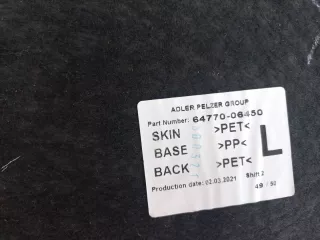 ADLER PELZER GROUP
Part Number: 64770-06450
SKIN >PET<
BASE >PP< L
BACK >PET<
Production date: 02.03.2021 Shift 2
49 / 50